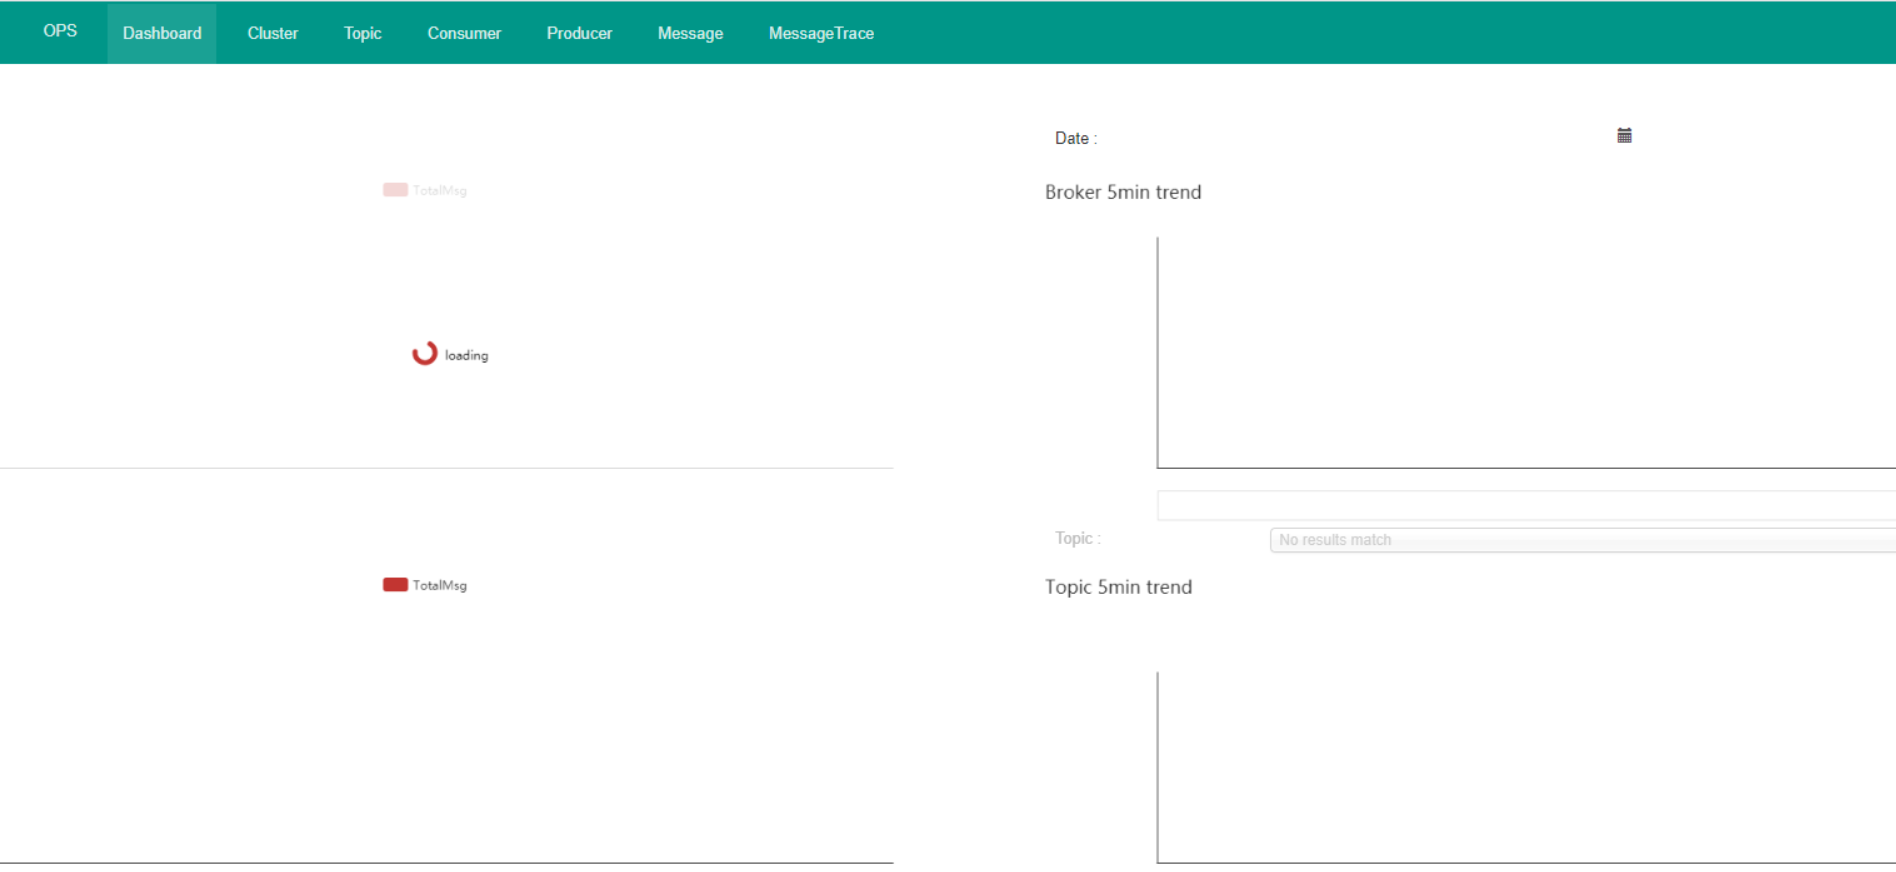 OPS Dashboard Cluster Topic Consumer Producer Message MessageTrace
Date :
TotalMsg
Broker 5min trend
loading
Topic :
No results match
TotalMsg
Topic 5min trend